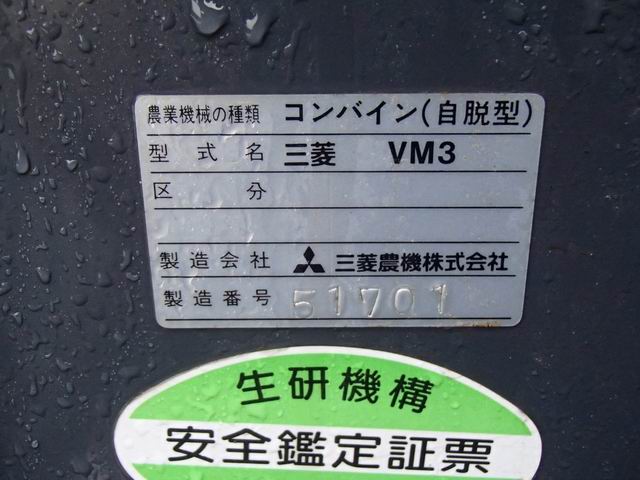 農業機械の種類 コンバイン(自脱型)
型式名 三菱 VM3
区分
製造会社 三菱農機株式会社
製造番号 51701
生研機構
安全鑑定証票